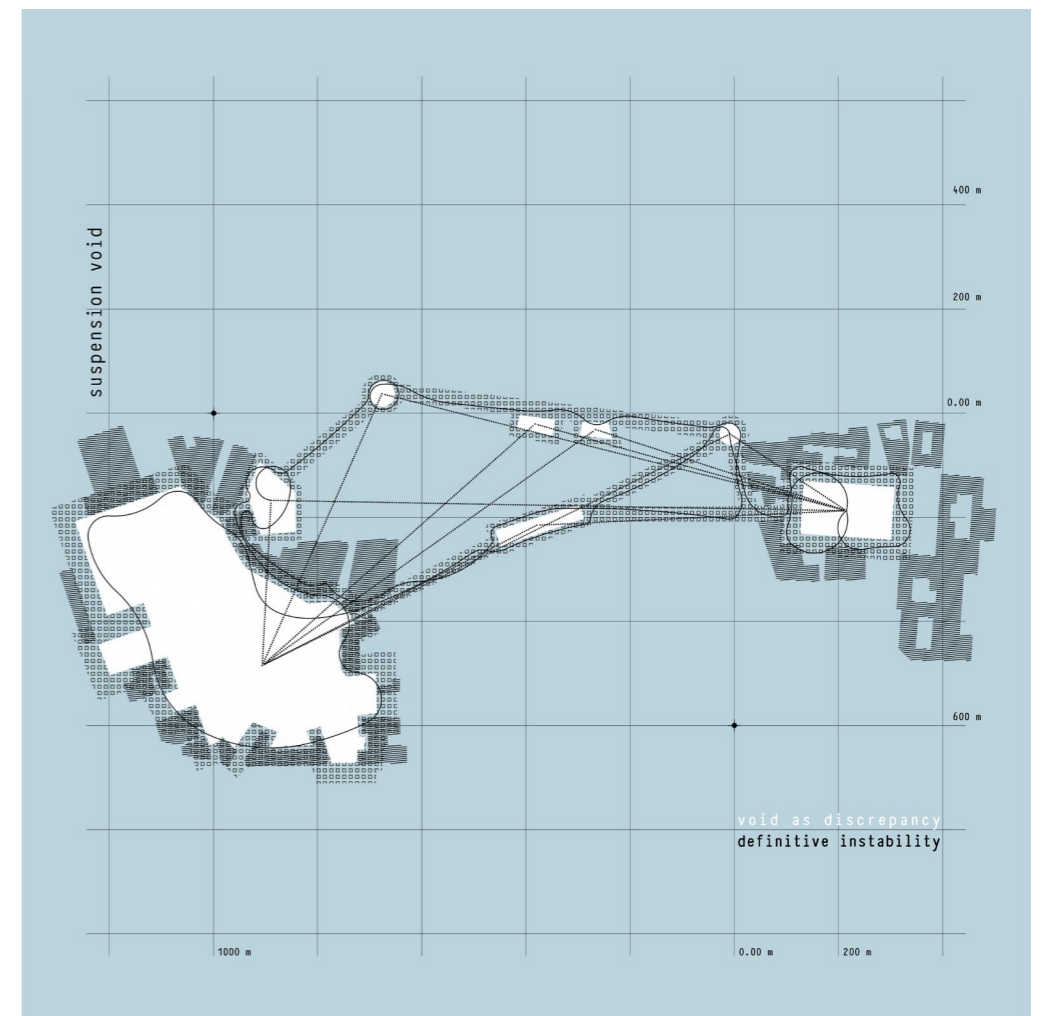 400 m
suspension void
200 m
0.00 m
600 m
void as discrepancy
definitive instability
1000 m
0.00 m
200 m